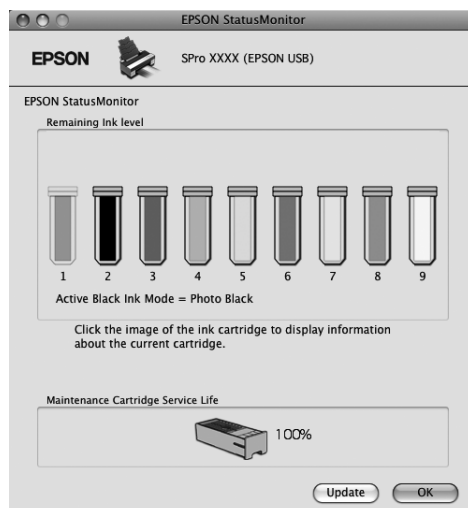 EPSON StatusMonitor
EPSON
SPro XXXX (EPSON USB)
EPSON StatusMonitor
Remaining Ink level
1 2 3 4 5 6 7 8 9
Active Black Ink Mode = Photo Black
Click the image of the ink cartridge to display information
about the current cartridge.
Maintenance Cartridge Service Life
100%
Update OK